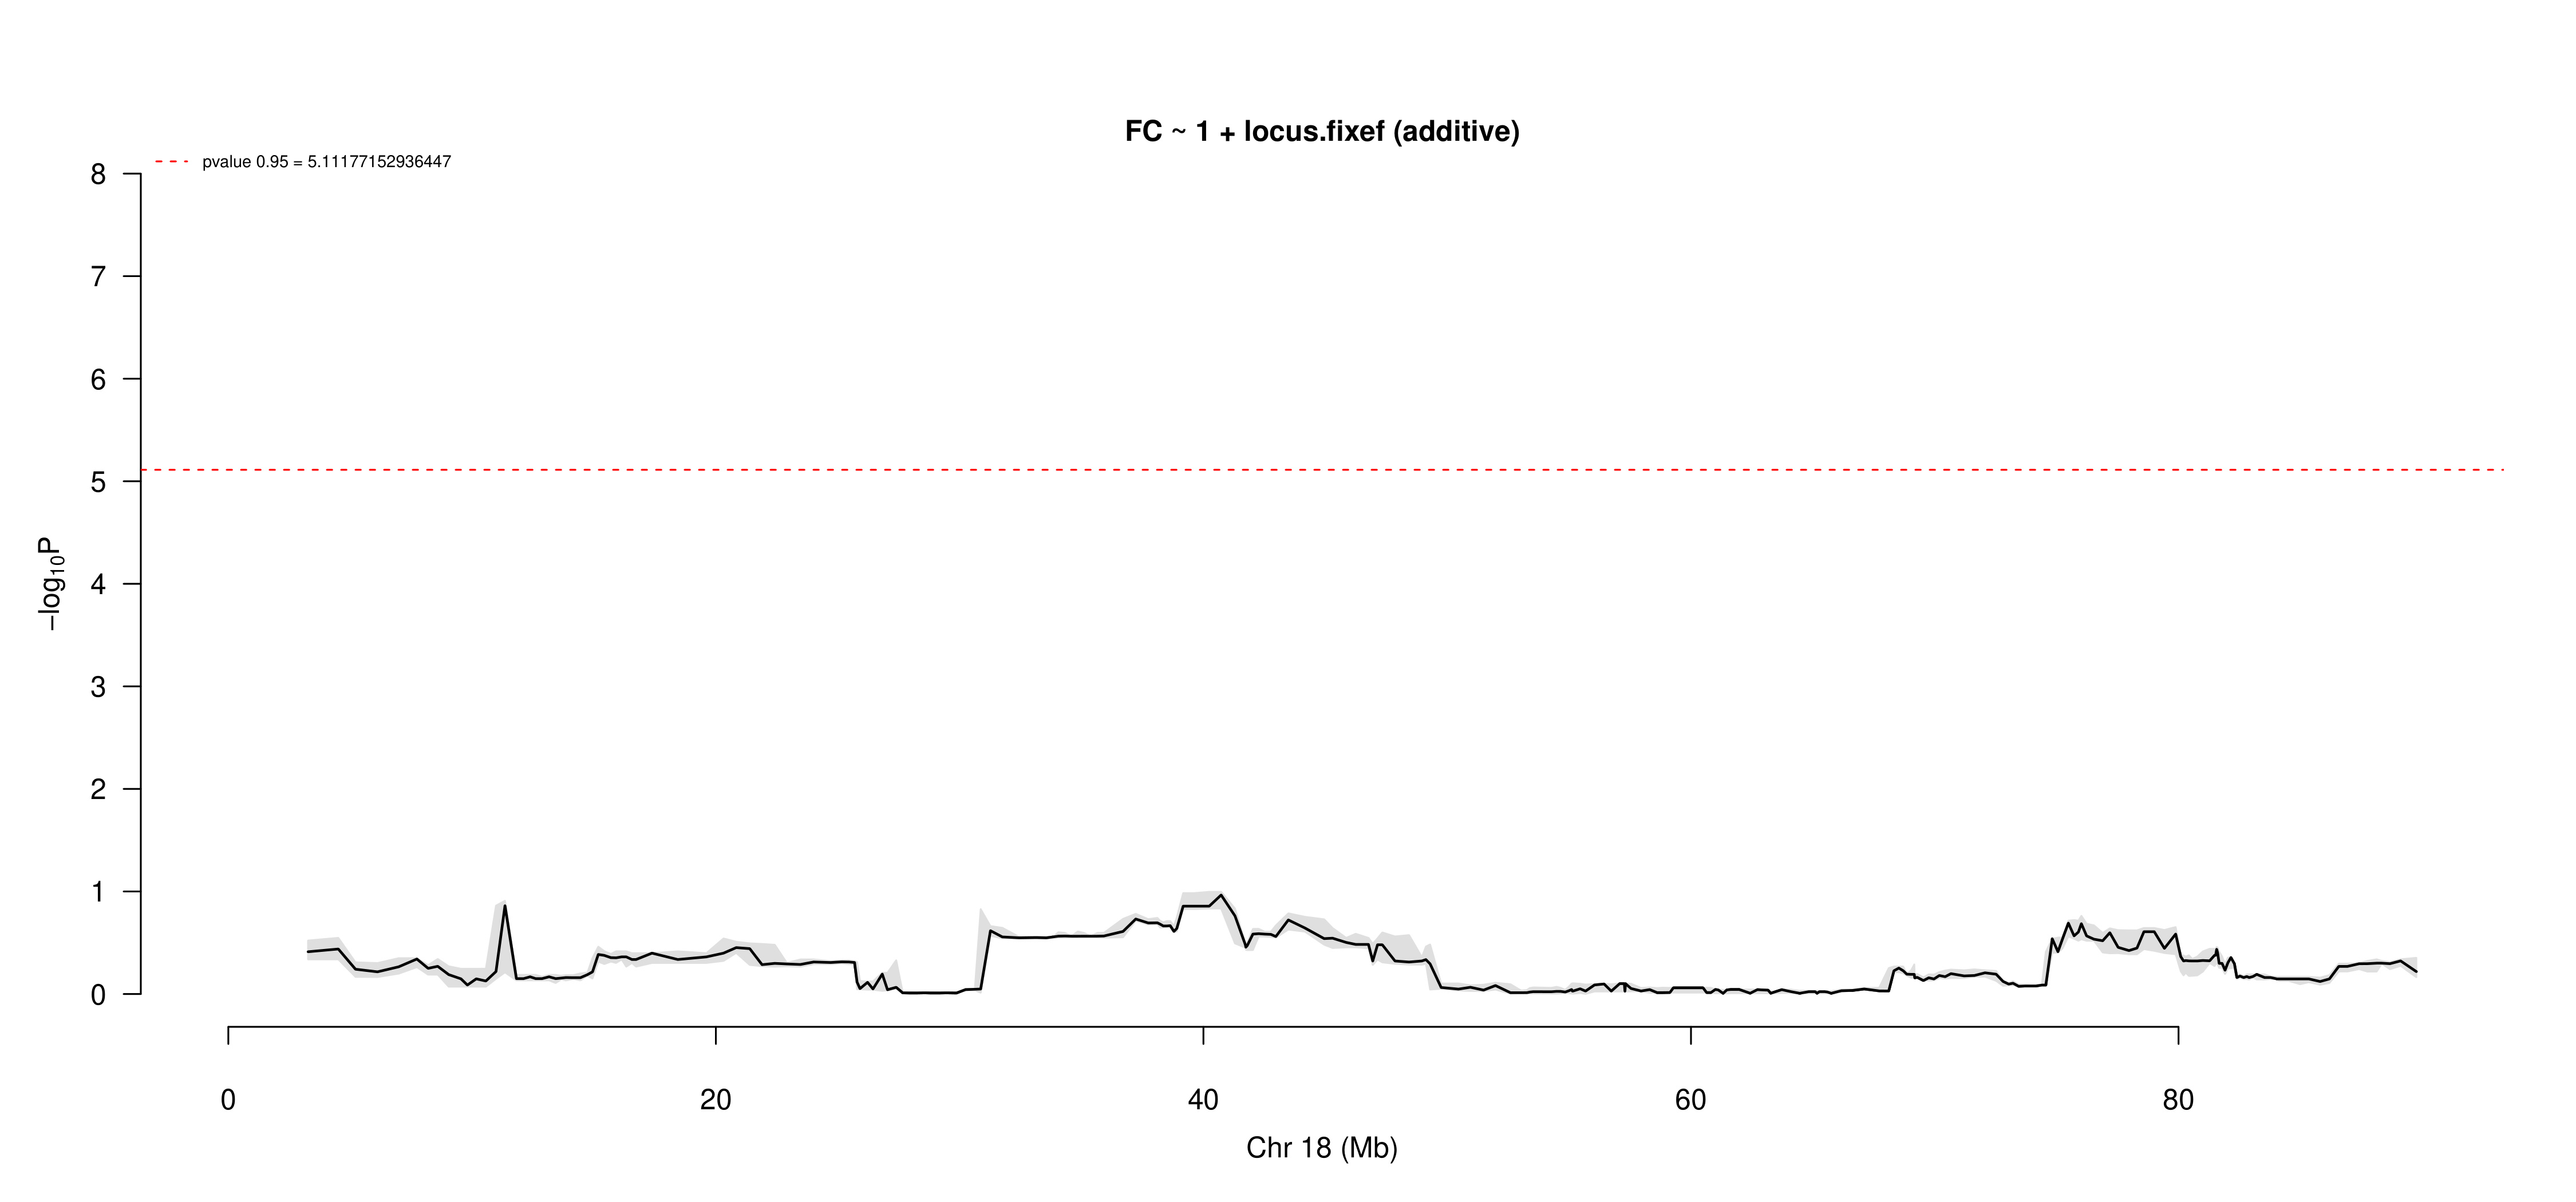 FC ~ 1 + locus.fixef (additive)
pvalue 0.95 = 5.11177152936447
8
7
6
5
4
3
2
1
0
−log10P
0 20 40 60 80
Chr 18 (Mb)